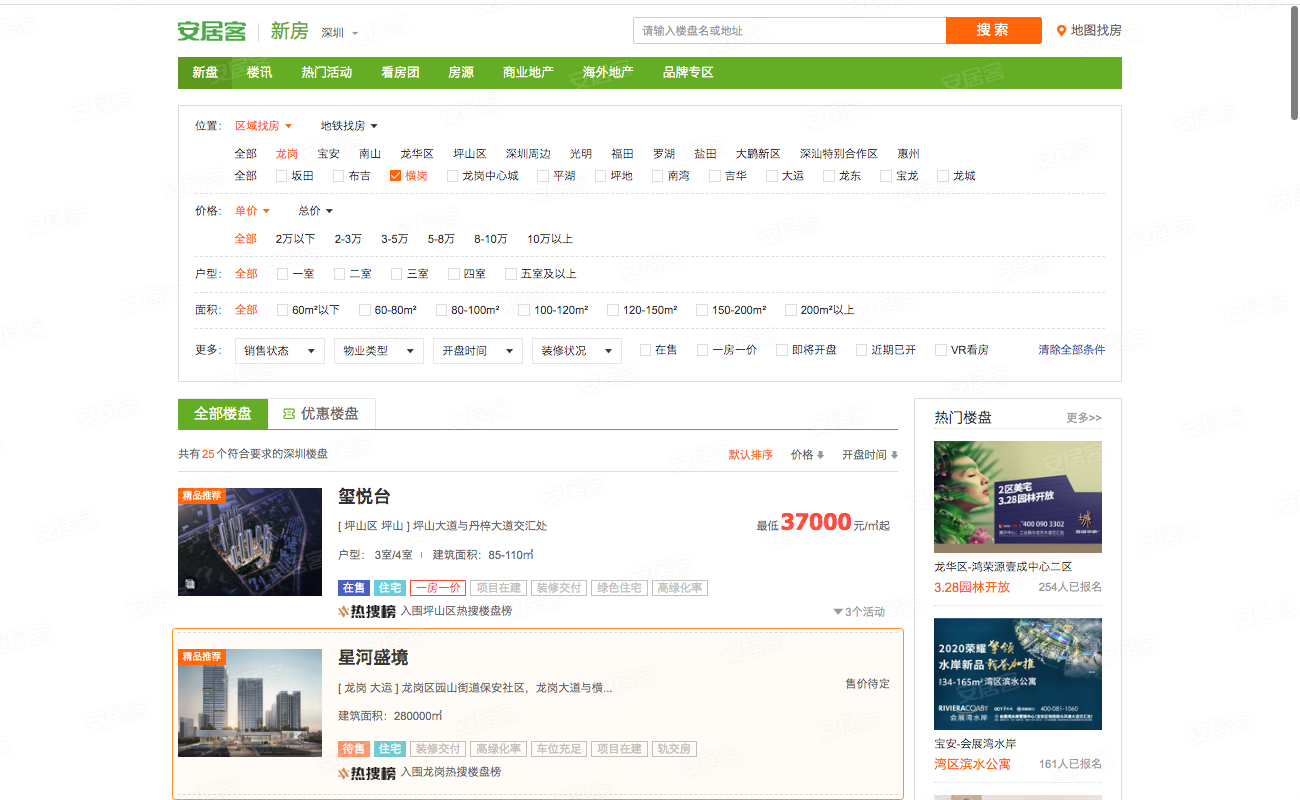 安居客 新房 深圳 请输入楼盘名或地址 搜索 地图找房
新盘 楼讯 热门活动 看房团 房源 商业地产 海外地产 品牌专区
位置： 区域找房 地铁找房
全部 龙岗 宝安 南山 龙华区 坪山区 深圳周边 光明 福田 罗湖 盐田 大鹏新区 深汕特别合作区 惠州
全部 坂田 布吉 横岗 龙岗中心城 平湖 坪地 南湾 吉华 大运 龙东 宝龙 龙城
价格： 单价 总价
全部 2万以下 2-3万 3-5万 5-8万 8-10万 10万以上
户型： 全部 一室 二室 三室 四室 五室及以上
面积： 全部 60m²以下 60-80m² 80-100m² 100-120m² 120-150m² 150-200m² 200m²以上
更多： 销售状态 物业类型 开盘时间 装修状况 在售 一房一价 即将开盘 近期已开 VR看房 清除全部条件
全部楼盘 优惠楼盘
共有25个符合要求的深圳楼盘 默认排序 价格 开盘时间
精品推荐
玺悦台
[ 坪山区 坪山 ] 坪山大道与丹梓大道交汇处
最低37000元/㎡起
户型： 3室/4室 建筑面积：85-110㎡
在售 住宅 一房一价 项目在建 装修交付 绿色住宅 高绿化率
热搜榜 入围坪山区热搜楼盘榜
3个活动
精品推荐
星河盛境
[ 龙岗 大运 ] 龙岗区园山街道保安社区，龙岗大道与横...
售价待定
建筑面积：280000㎡
待售 住宅 装修交付 高绿化率 车位充足 项目在建 轨交房
热搜榜 入围龙岗热搜楼盘榜
热门楼盘 更多>>
2区美宅
3.28园林开放
400 090 3302
龙华区-鸿荣源壹成中心二区
3.28园林开放 254人已报名
2020荣耀擎领
水岸新品新荟加推
134-165m²湾区滨水公寓
RIVIERACOAST
会展湾水岸
400-081-1060
宝安-会展湾水岸
湾区滨水公寓 161人已报名